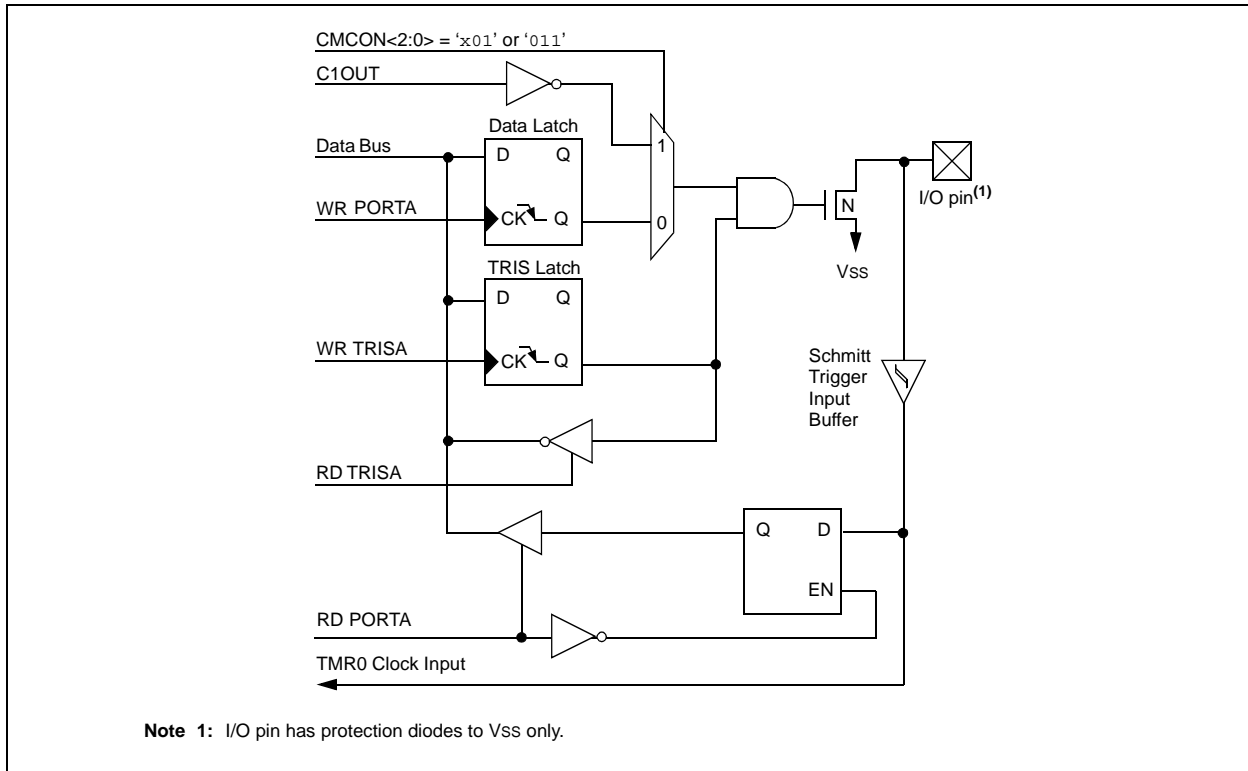 CMCON<2:0> = ‘x01’ or ‘011’
C1OUT
Data Latch
Data Bus
D Q
1
WR PORTA
CK Q
0
I/O pin(1)
N
VSS
TRIS Latch
D Q
WR TRISA
CK Q
Schmitt
Trigger
Input
Buffer
RD TRISA
Q D
EN
RD PORTA
TMR0 Clock Input
Note 1: I/O pin has protection diodes to VSS only.